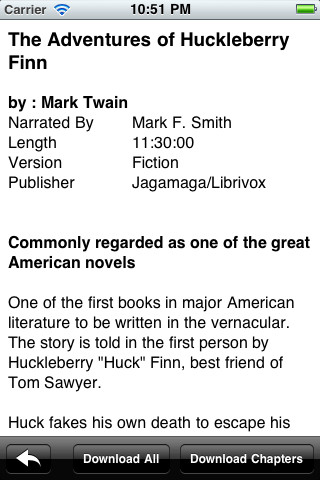 Carrier 10:51 PM
The Adventures of Huckleberry
Finn
by : Mark Twain
Narrated By Mark F. Smith
Length 11:30:00
Version Fiction
Publisher Jagamaga/Librivox
Commonly regarded as one of the great
American novels
One of the first books in major American
literature to be written in the vernacular.
The story is told in the first person by
Huckleberry "Huck" Finn, best friend of
Tom Sawyer.
Huck fakes his own death to escape his
Download All Download Chapters